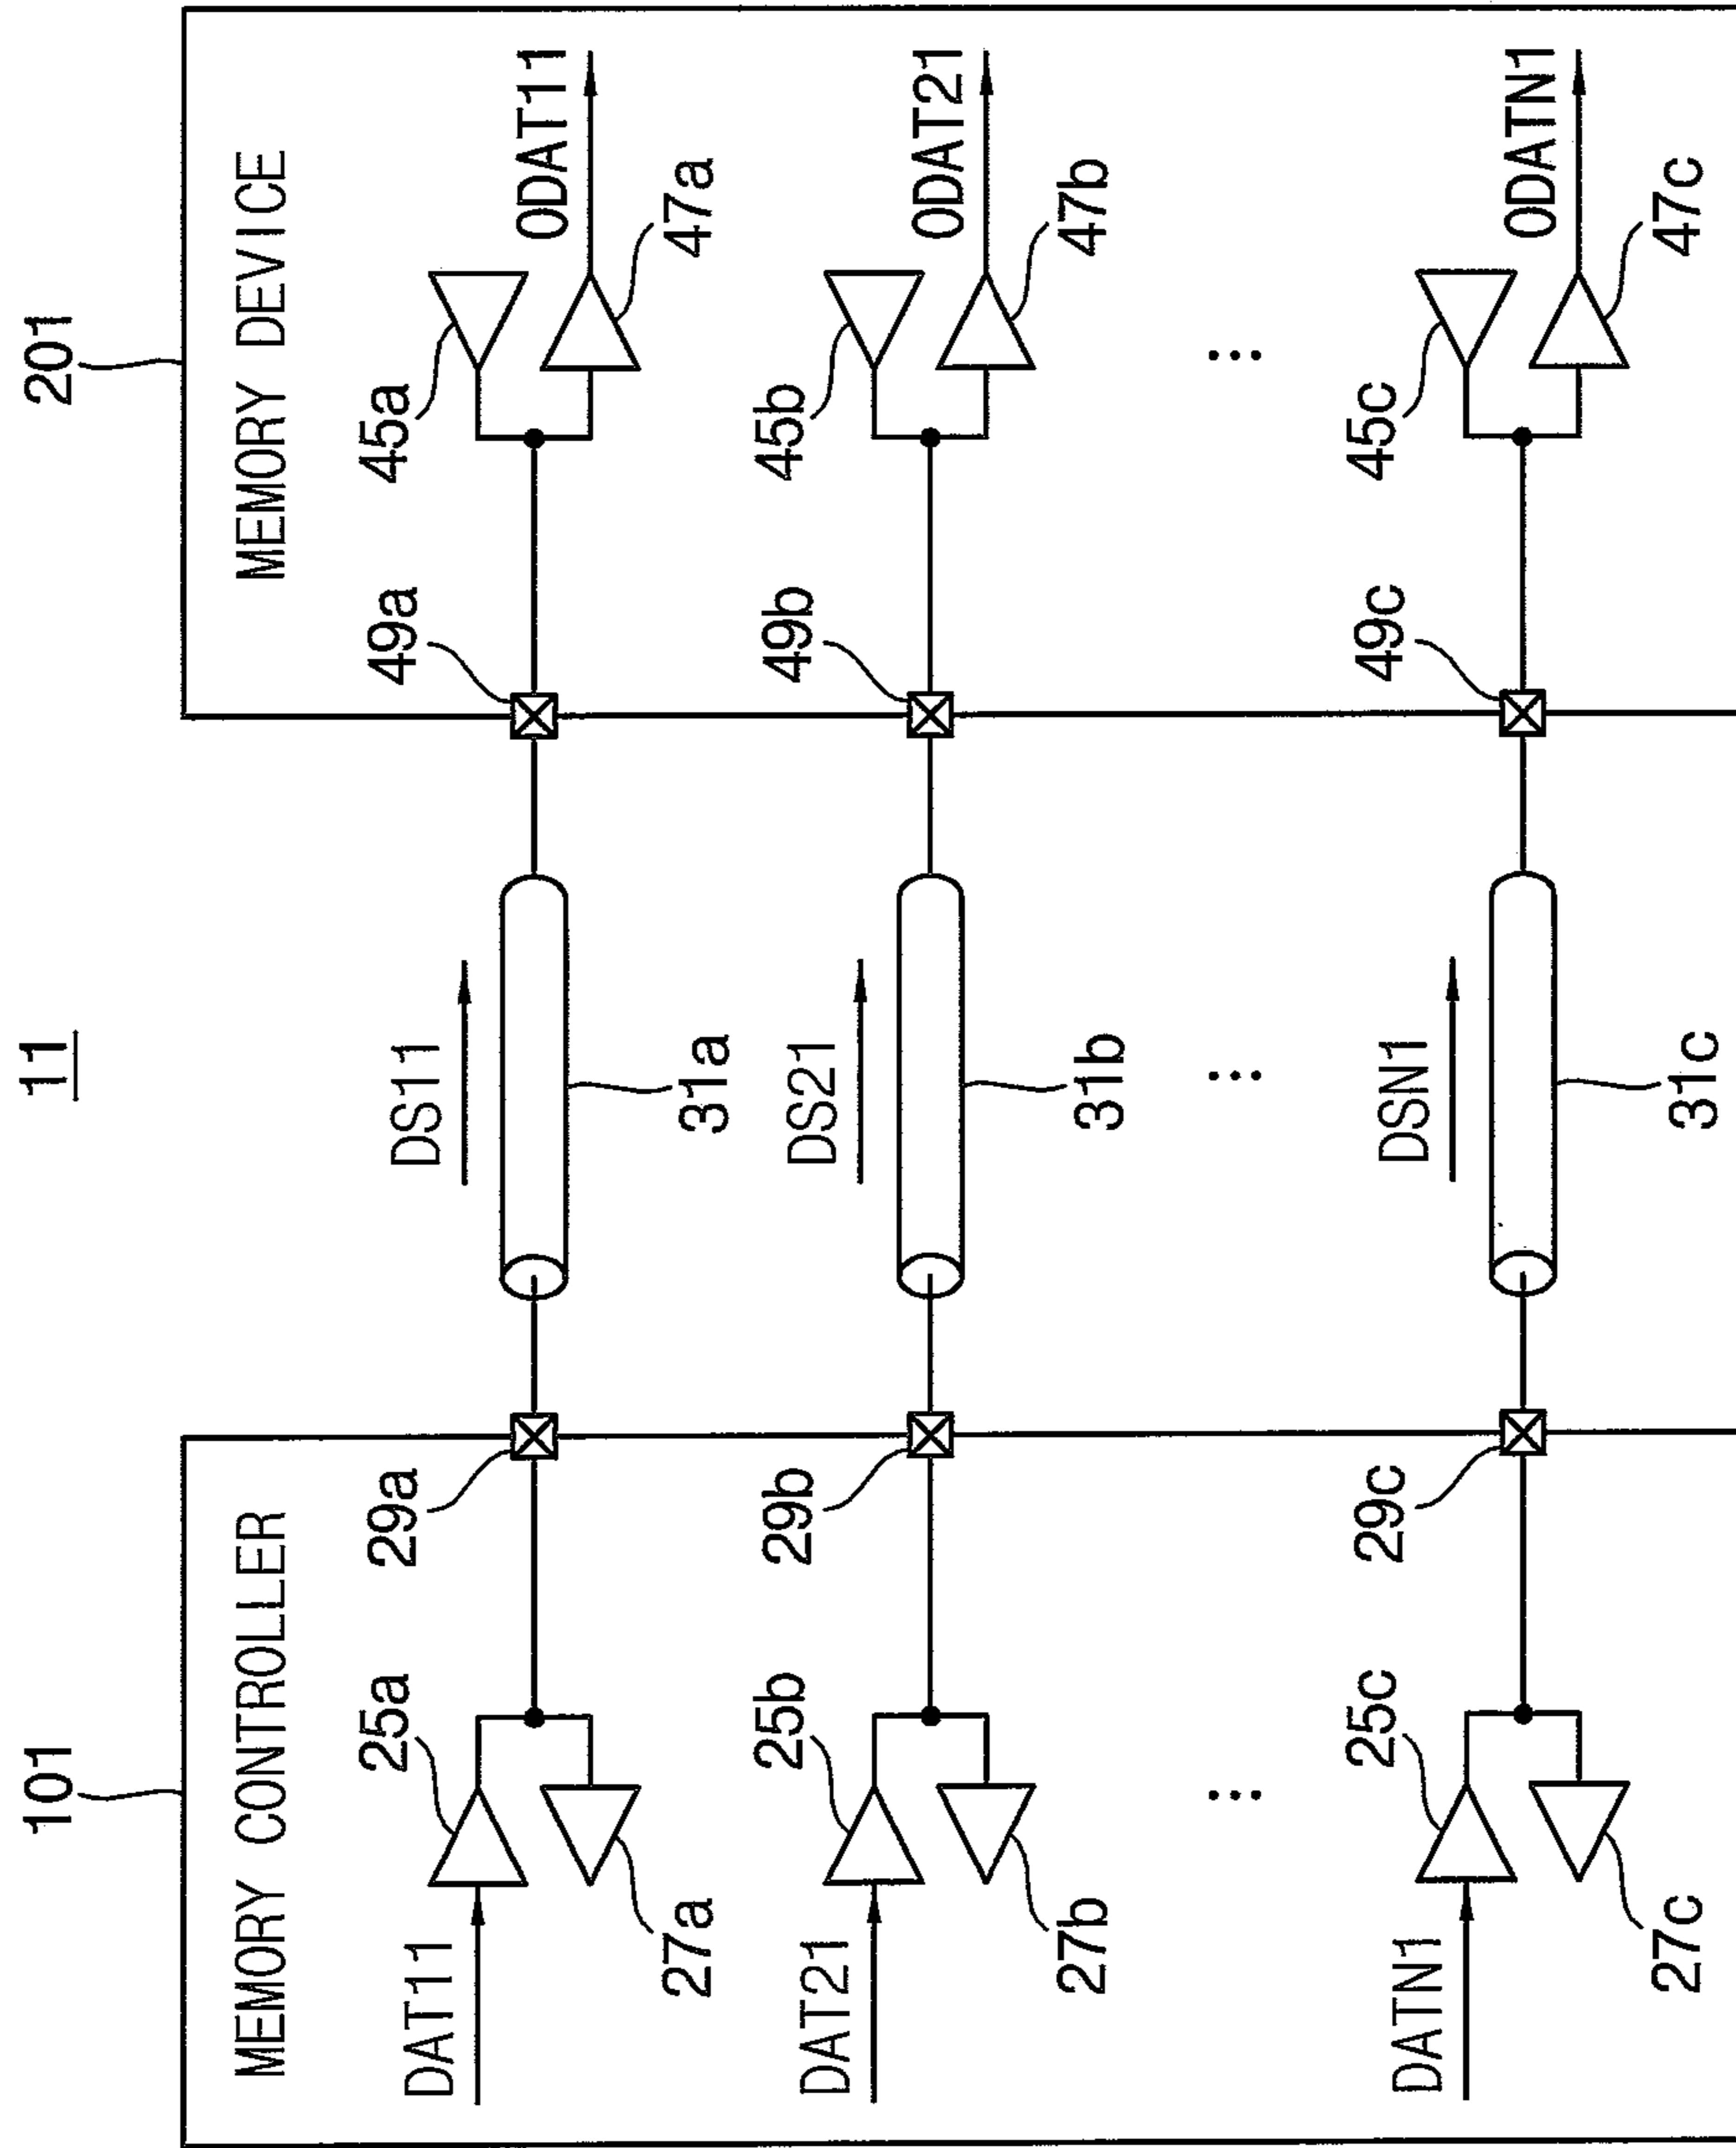 11
101
201
MEMORY CONTROLLER
MEMORY DEVICE
25a
29a
DS11
49a
45a
DAT11
ODAT11
27a
31a
47a
25b
29b
DS21
49b
45b
DAT21
ODAT21
27b
31b
47b
25c
29c
DSN1
49c
45c
DATN1
ODATN1
27c
31c
47c